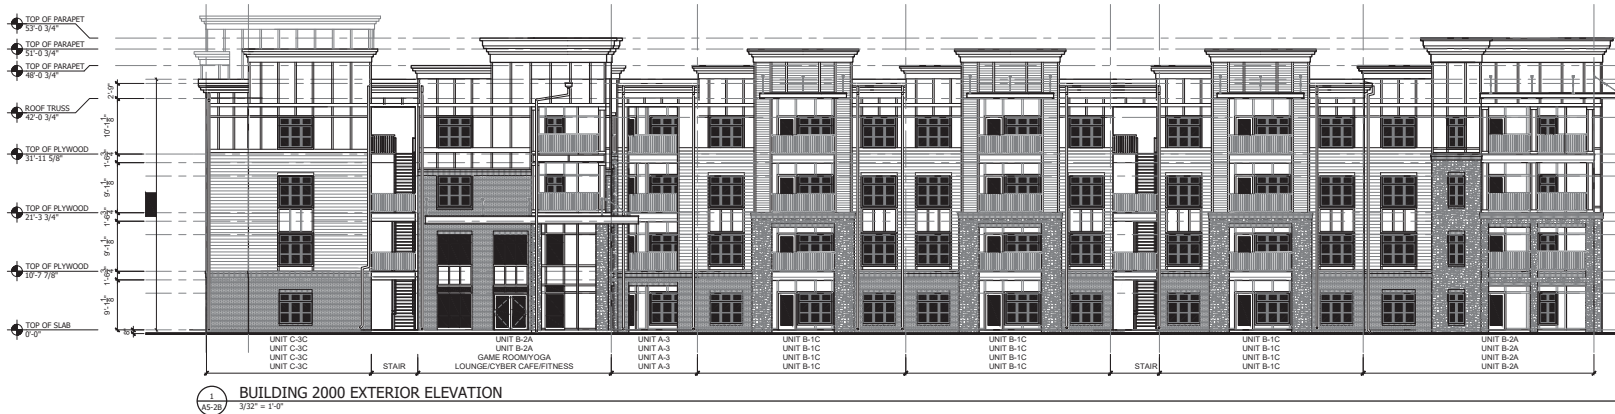 TOP OF PARAPET
53'-0 3/4"
TOP OF PARAPET
51'-0 3/4"
TOP OF PARAPET
48'-0 3/4"
2'-9"
ROOF TRUSS
42'-0 3/4"
TOP OF PLYWOOD
31'-11 5/8"
TOP OF PLYWOOD
21'-3 3/4"
TOP OF PLYWOOD
10'-7 7/8"
TOP OF SLAB
0'-0"
UNIT C-3C
UNIT C-3C
UNIT C-3C
UNIT C-3C
STAIR
UNIT B-2A
UNIT B-2A
GAME ROOM/YOGA
LOUNGE/CYBER CAFE/FITNESS
UNIT A-3
UNIT A-3
UNIT A-3
UNIT A-3
UNIT B-1C
UNIT B-1C
UNIT B-1C
UNIT B-1C
UNIT B-1C
UNIT B-1C
UNIT B-1C
UNIT B-1C
STAIR
UNIT B-1C
UNIT B-1C
UNIT B-1C
UNIT B-1C
UNIT B-2A
UNIT B-2A
UNIT B-2A
UNIT B-2A
1
A5-2B
BUILDING 2000 EXTERIOR ELEVATION
3/32" = 1'-0"